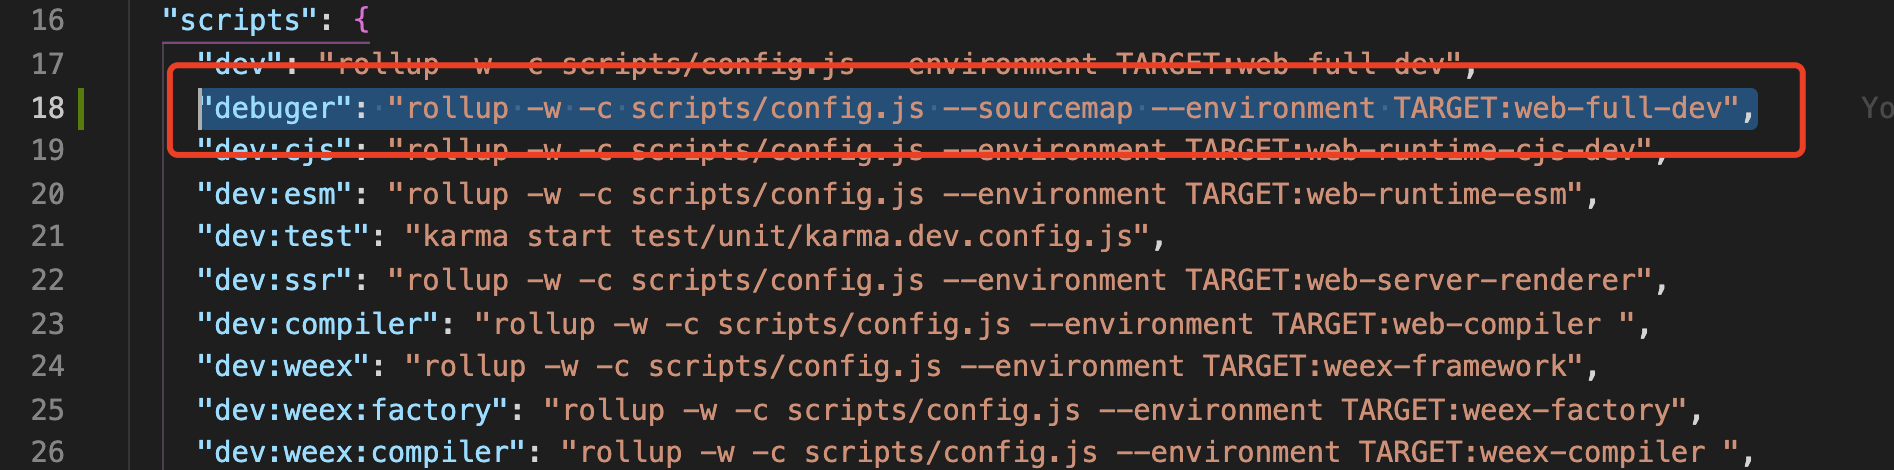 16 "scripts": {
17 "dev": "rollup -w -c scripts/config.js --environment TARGET:web-full-dev",
18 "debuger": "rollup -w -c scripts/config.js --sourcemap --environment TARGET:web-full-dev", Yo
19 "dev:cjs": "rollup -w -c scripts/config.js --environment TARGET:web-runtime-cjs-dev",
20 "dev:esm": "rollup -w -c scripts/config.js --environment TARGET:web-runtime-esm",
21 "dev:test": "karma start test/unit/karma.dev.config.js",
22 "dev:ssr": "rollup -w -c scripts/config.js --environment TARGET:web-server-renderer",
23 "dev:compiler": "rollup -w -c scripts/config.js --environment TARGET:web-compiler ",
24 "dev:weex": "rollup -w -c scripts/config.js --environment TARGET:weex-framework",
25 "dev:weex:factory": "rollup -w -c scripts/config.js --environment TARGET:weex-factory",
26 "dev:weex:compiler": "rollup -w -c scripts/config.js --environment TARGET:weex-compiler ",